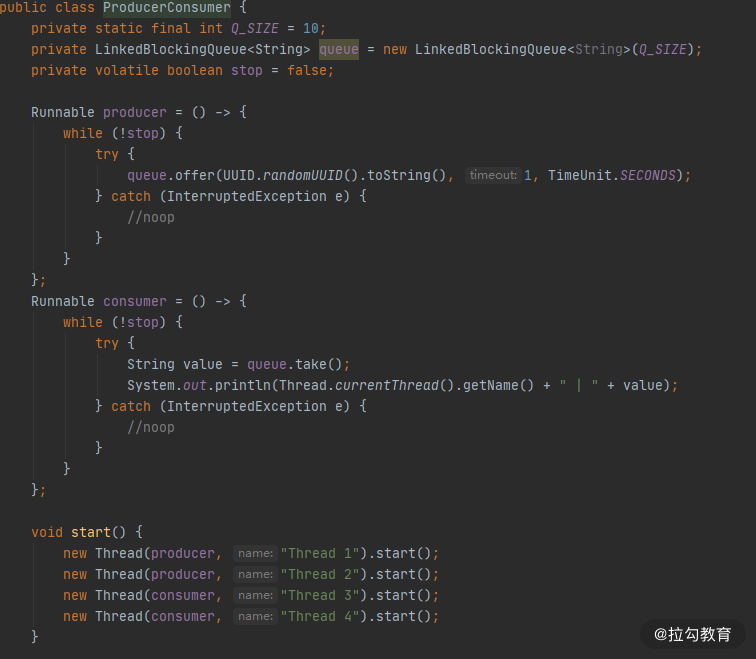 public class ProducerConsumer {
    private static final int Q_SIZE = 10;
    private LinkedBlockingQueue<String> queue = new LinkedBlockingQueue<String>(Q_SIZE);
    private volatile boolean stop = false;
    Runnable producer = () -> {
        while (!stop) {
            try {
                queue.offer(UUID.randomUUID().toString(), timeout: 1, TimeUnit.SECONDS);
            } catch (InterruptedException e) {
                //noop
            }
        }
    };
    Runnable consumer = () -> {
        while (!stop) {
            try {
                String value = queue.take();
                System.out.println(Thread.currentThread().getName() + " | " + value);
            } catch (InterruptedException e) {
                //noop
            }
        }
    };
    void start() {
        new Thread(producer, name: "Thread 1").start();
        new Thread(producer, name: "Thread 2").start();
        new Thread(consumer, name: "Thread 3").start();
        new Thread(consumer, name: "Thread 4").start();
    }
@拉勾教育